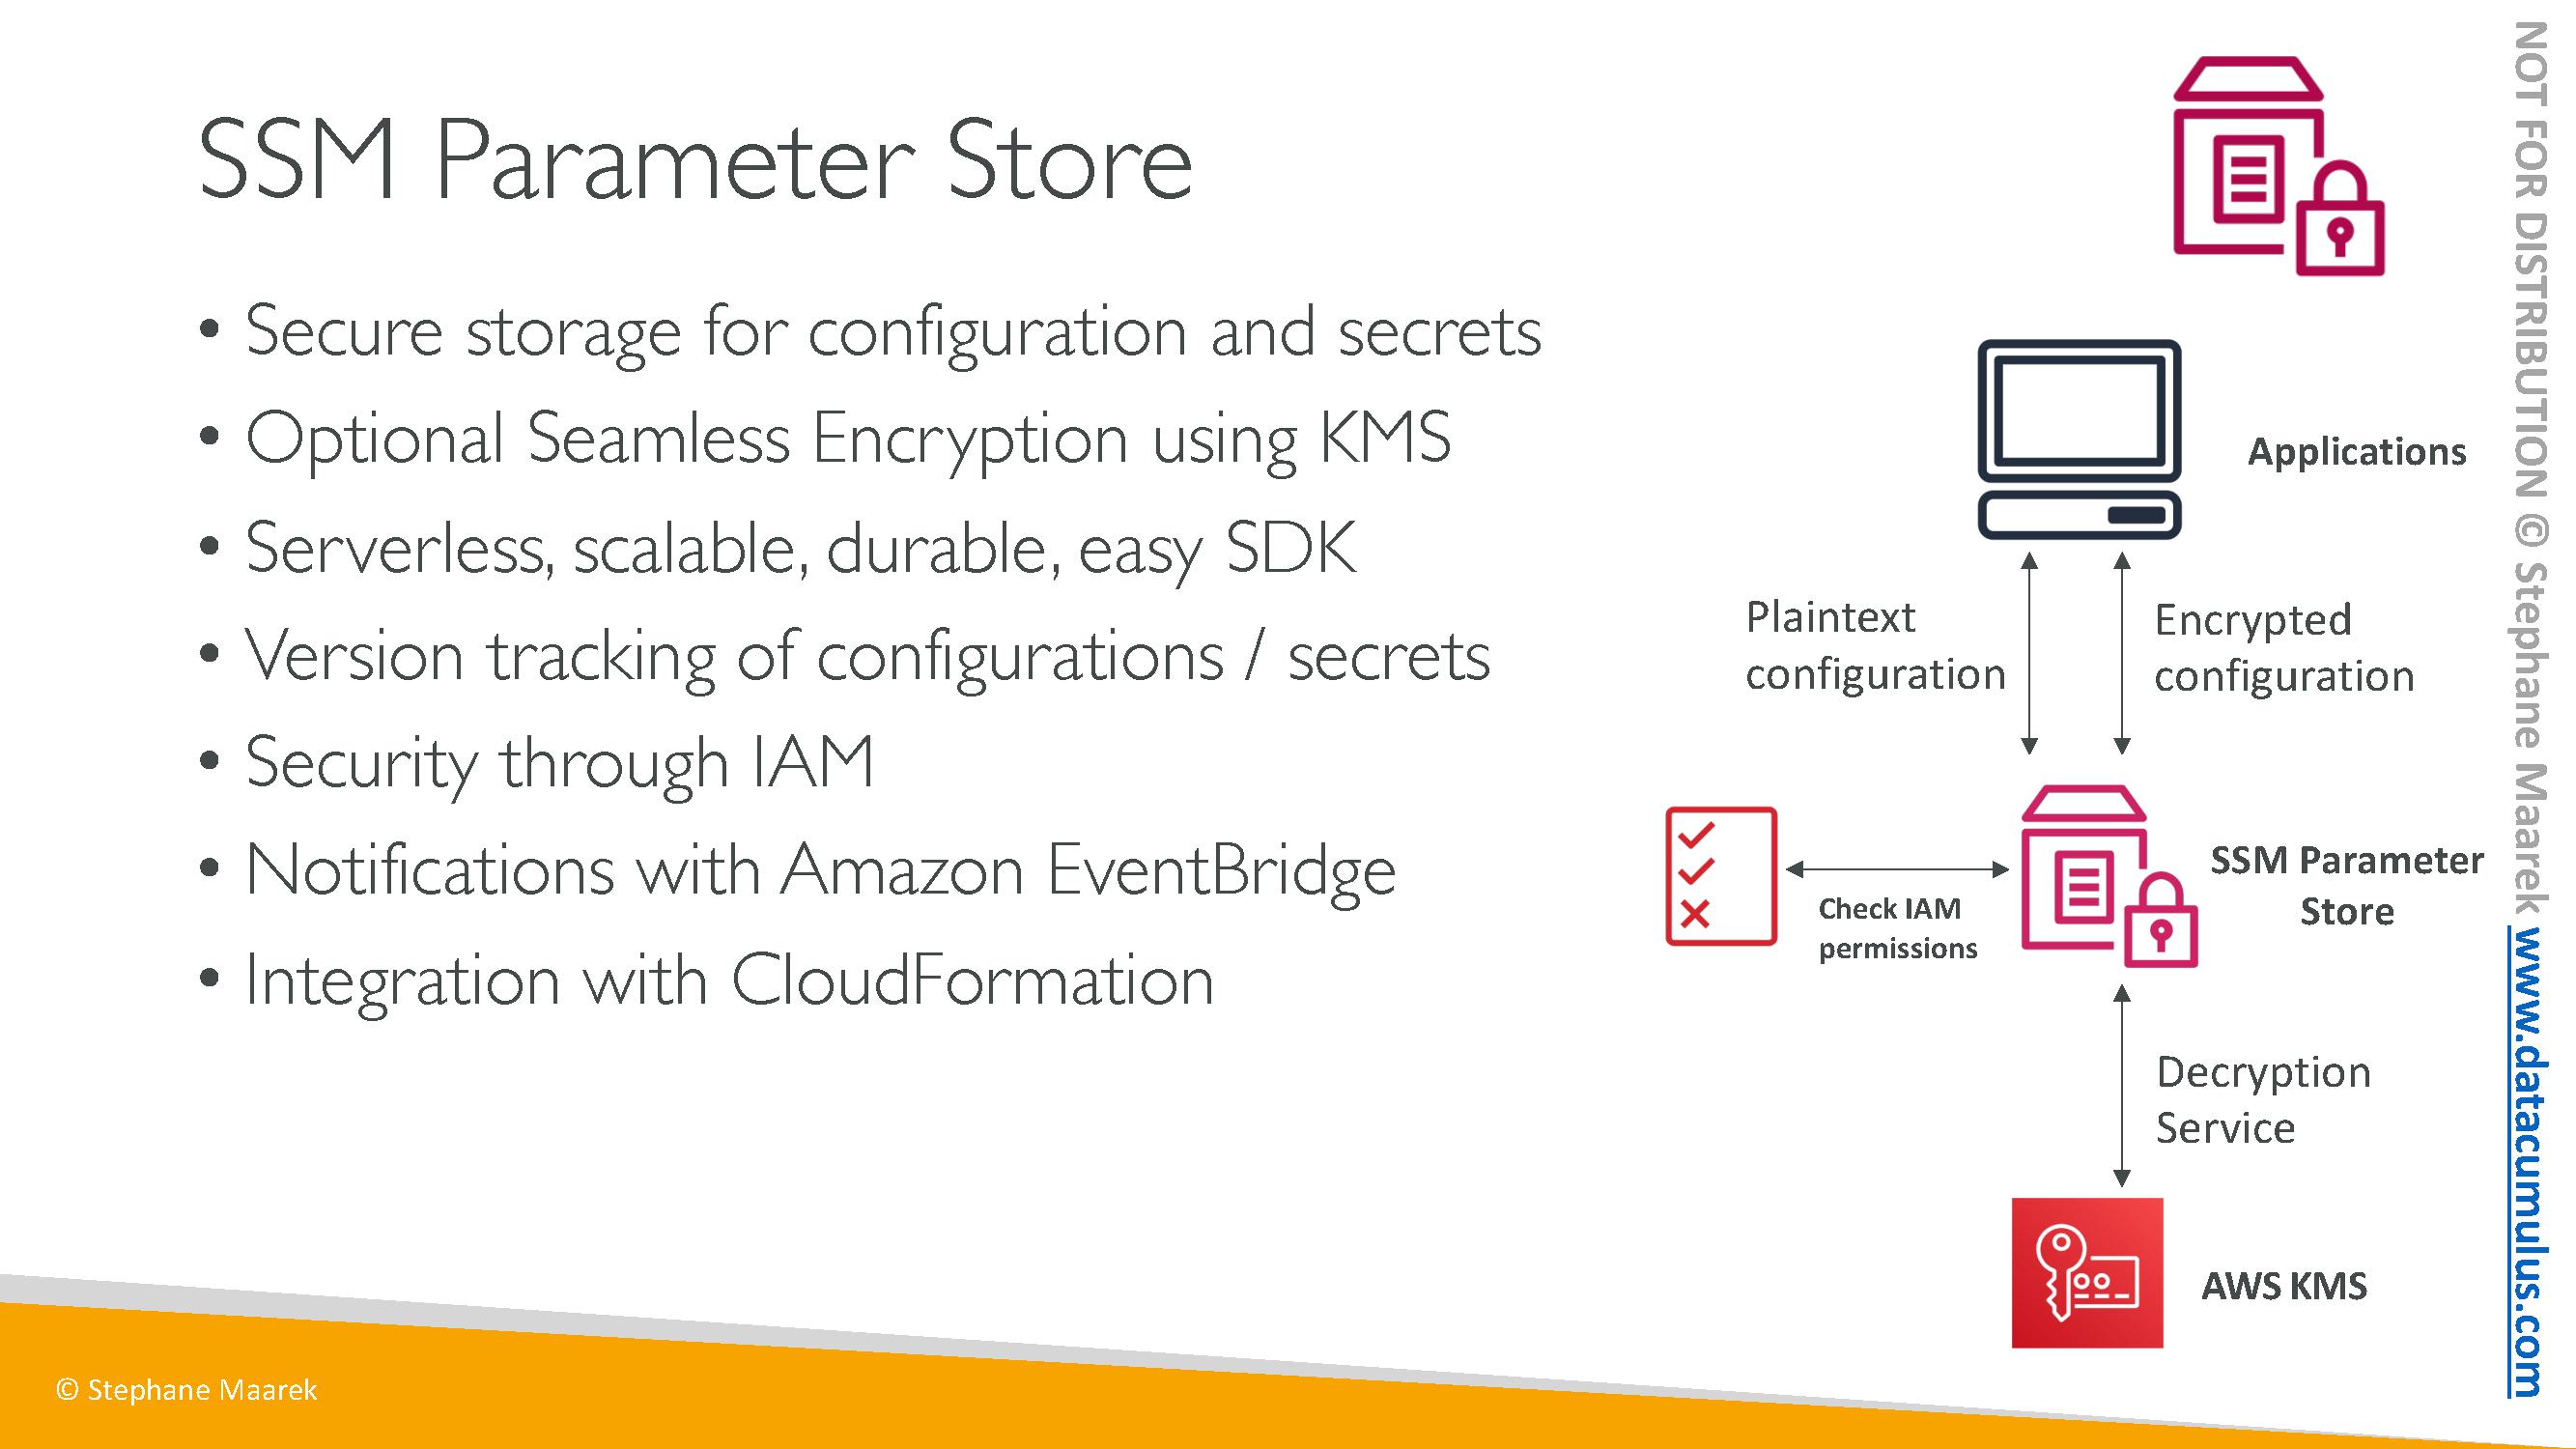 SSM Parameter Store
• Secure storage for configuration and secrets
• Optional Seamless Encryption using KMS
• Serverless, scalable, durable, easy SDK
• Version tracking of configurations / secrets
• Security through IAM
• Notifications with Amazon EventBridge
• Integration with CloudFormation
Applications
Plaintext
configuration
Encrypted
configuration
Check IAM
permissions
SSM Parameter
Store
Decryption
Service
AWS KMS
© Stephane Maarek
NOT FOR DISTRIBUTION © Stephane Maarek www.datacumulus.com